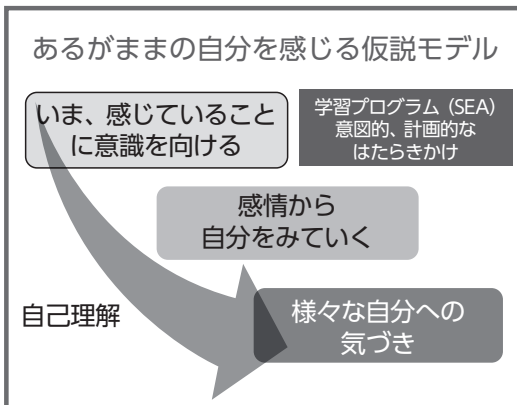 あるがままの自分を感じる仮説モデル
いま、感じていること
に意識を向ける
学習プログラム（SEA）
意図的、計画的な
はたらきかけ
感情から
自分をみていく
自己理解
様々な自分への
気づき